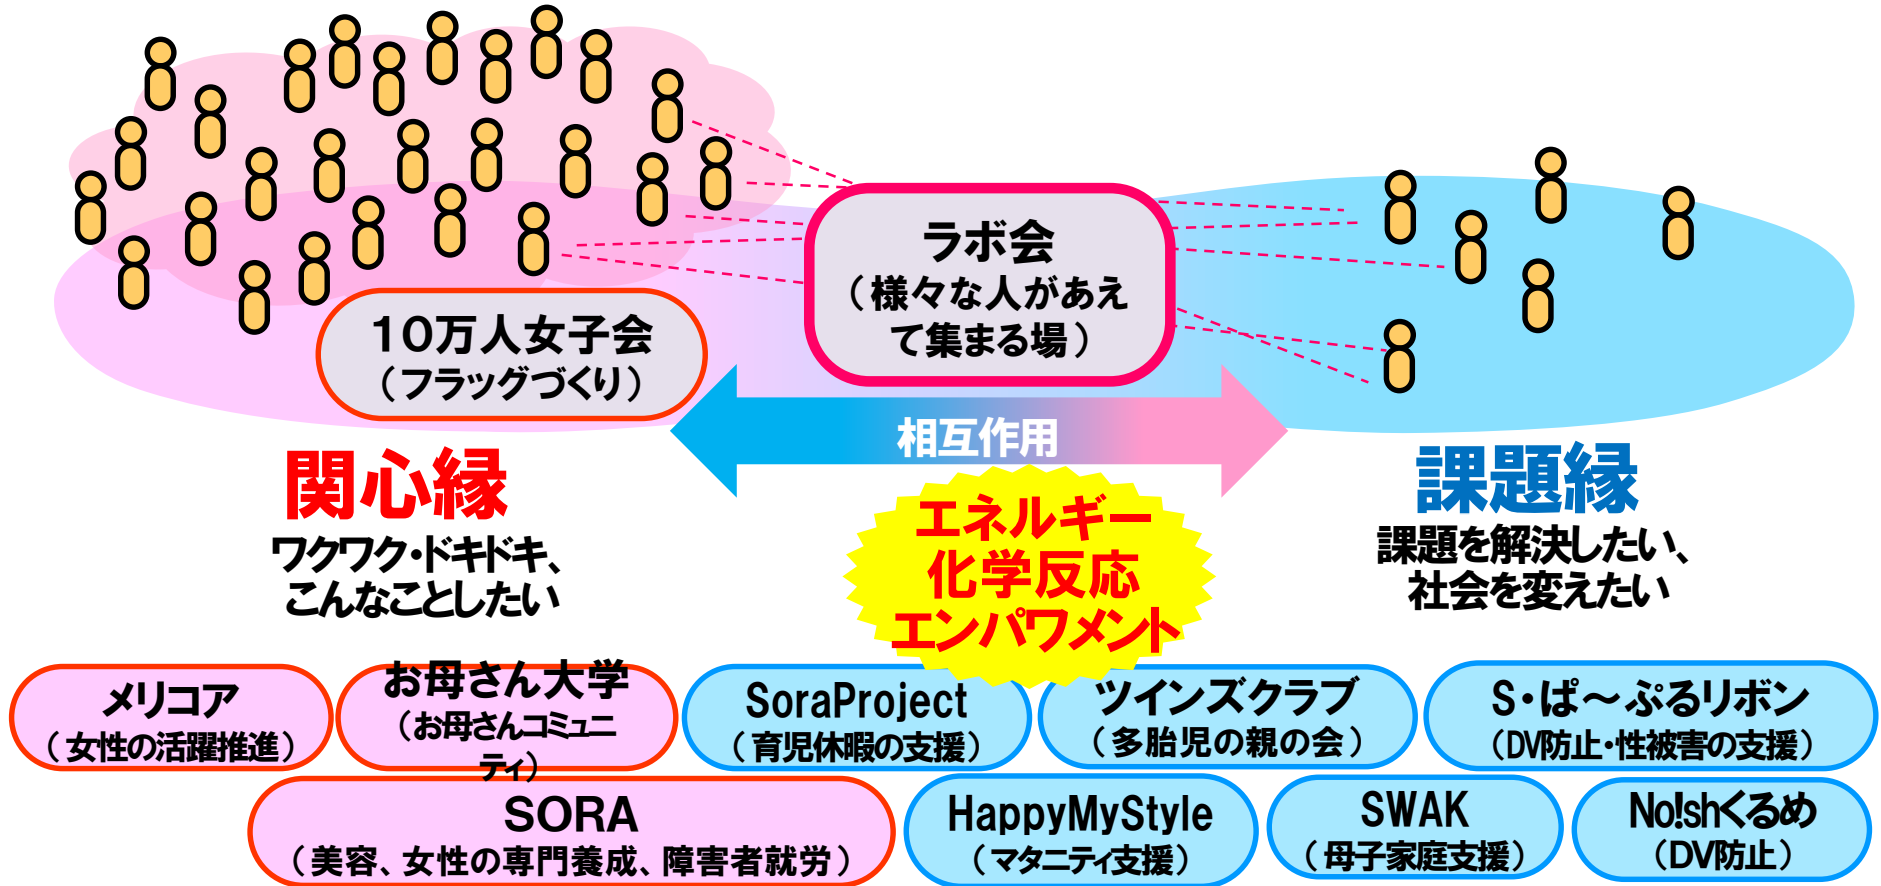 ラボ会
（様々な人があえ
て集まる場）
１０万人女子会
（フラッグづくり）
相互作用
関心縁
ワクワク・ドキドキ、
こんなことしたい
エネルギー
化学反応
エンパワメント
課題縁
課題を解決したい、
社会を変えたい
メリコア
（女性の活躍推進）
お母さん大学
（お母さんコミュニ
ティ）
SoraProject
（育児休暇の支援）
ツインズクラブ
（多胎児の親の会）
S・ぱ～ぷるリボン
（DV防止・性被害の支援）
SORA
（美容、女性の専門養成、障害者就労）
HappyMyStyle
（マタニティ支援）
SWAK
（母子家庭支援）
No!shくるめ
（DV防止）